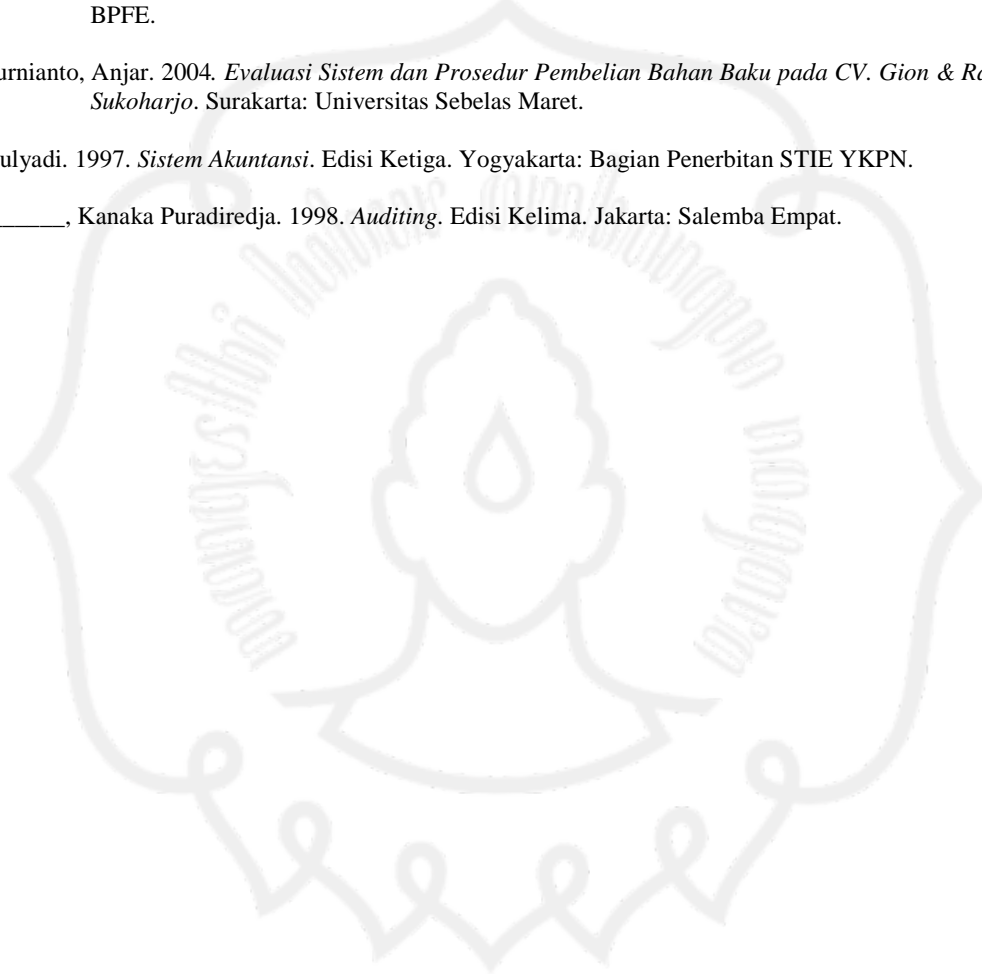 BPFE.
urnianto, Anjar. 2004. Evaluasi Sistem dan Prosedur Pembelian Bahan Baku pada CV. Gion & Ra
Sukoharjo. Surakarta: Universitas Sebelas Maret.
ulyadi. 1997. Sistem Akuntansi. Edisi Ketiga. Yogyakarta: Bagian Penerbitan STIE YKPN.
______, Kanaka Puradiredja. 1998. Auditing. Edisi Kelima. Jakarta: Salemba Empat.